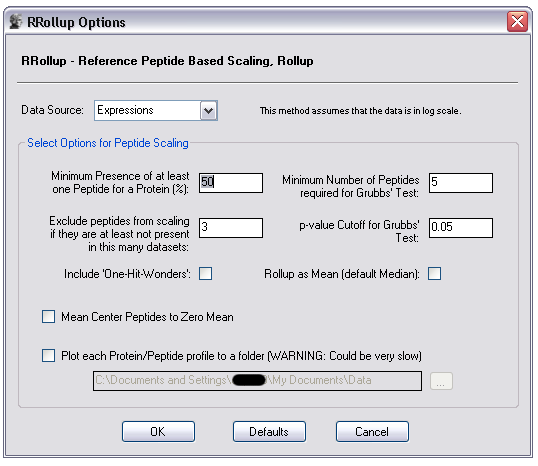 RRollup Options
RRollup - Reference Peptide Based Scaling, Rollup
Data Source: Expressions
This method assumes that the data is in log scale.
Select Options for Peptide Scaling
Minimum Presence of at least
one Peptide for a Protein (%):
50
Minimum Number of Peptides
required for Grubbs' Test:
5
Exclude peptides from scaling
if they are at least not present
in this many datasets:
3
p-value Cutoff for Grubbs'
Test:
0.05
Include 'One-Hit-Wonders':
Rollup as Mean (default Median):
Mean Center Peptides to Zero Mean
Plot each Protein/Peptide profile to a folder (WARNING: Could be very slow)
C:\Documents and Settings\ \My Documents\Data
...
OK
Defaults
Cancel